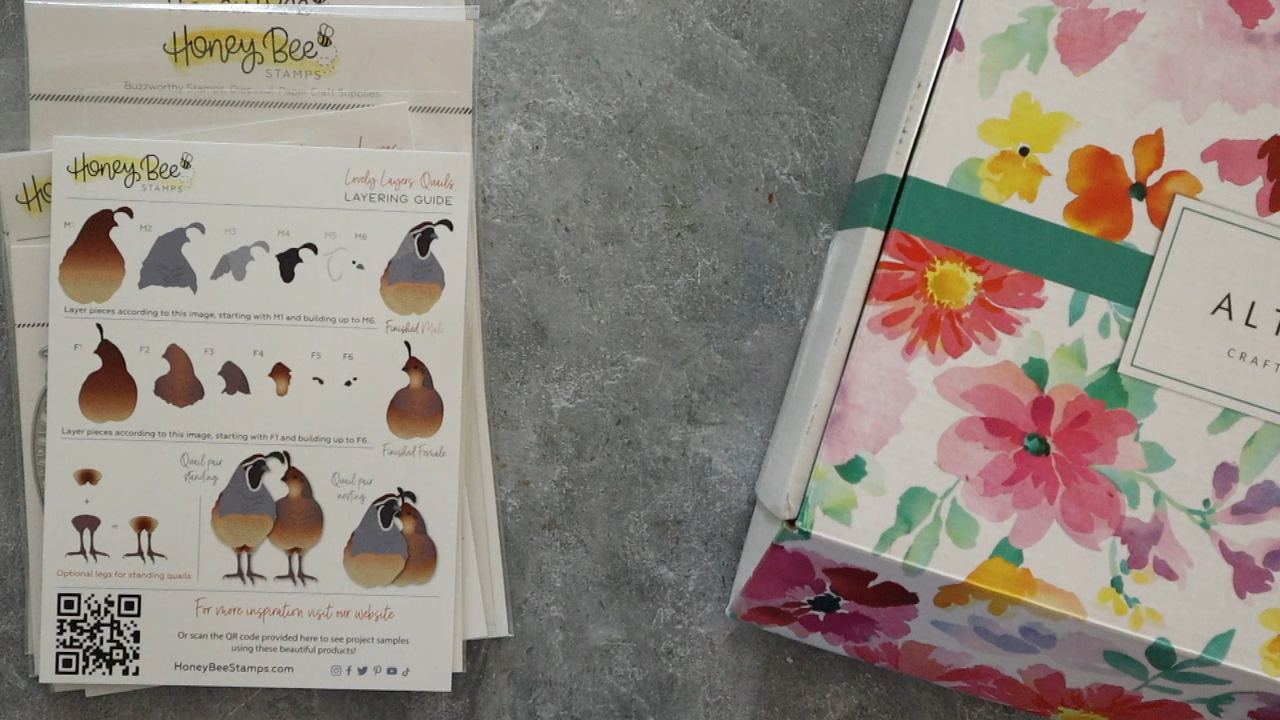 Honey Bee
STAMPS
Buzzworthy Stamps, Dies and Paper Craft Supplies
Honey Bee
STAMPS
Lovely Layers: Quails
LAYERING GUIDE
M1 M2 M3 M4 M5 M6
Layer pieces according to this image, starting with M1 and building up to M6.
Finished Male
F1 F2 F3 F4 F5 F6
Layer pieces according to this image, starting with F1 and building up to F6.
Finished Female
Quail pair
standing
Quail pair
nesting
+
=
Optional legs for standing quails
For more inspiration visit our website
Or scan the QR code provided here to see project samples
using these beautiful products!
HoneyBeeStamps.com
ALT
CRAFT